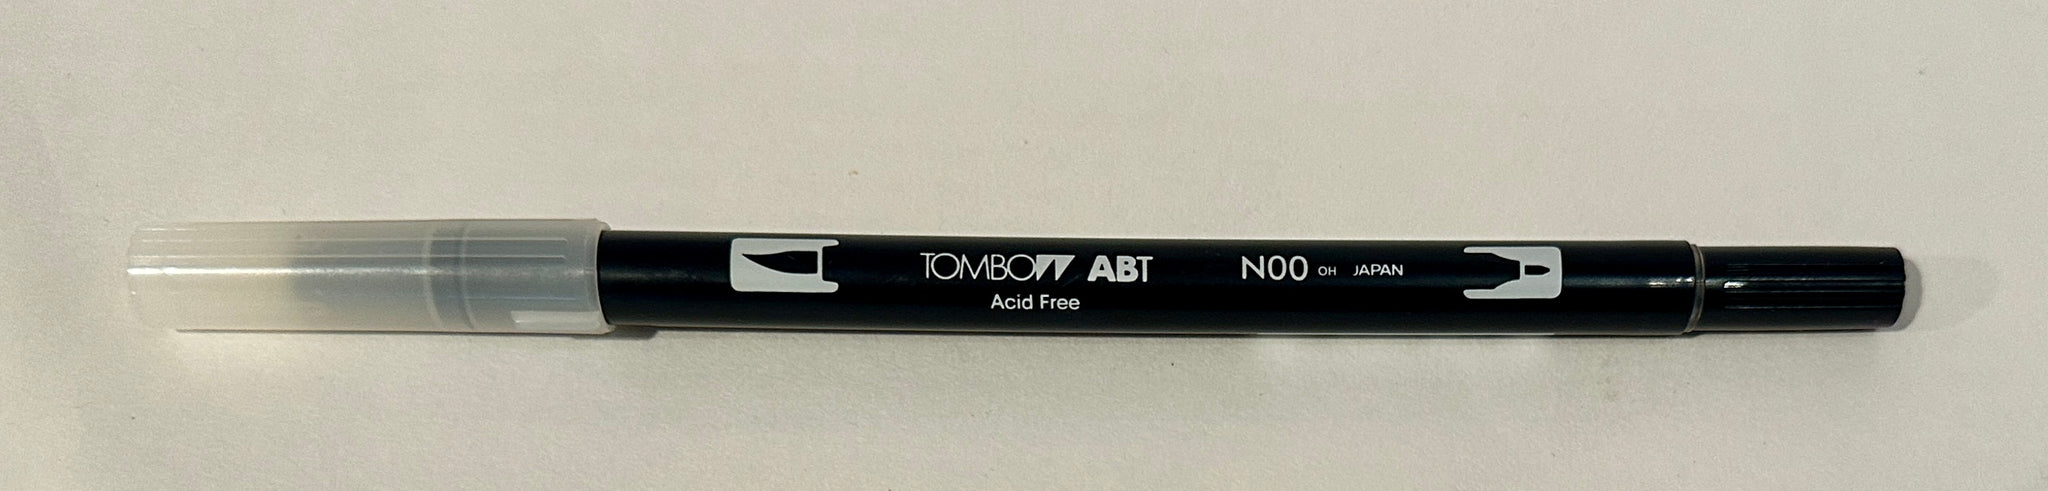 TOMBOW ABT N00 OH JAPAN
Acid Free